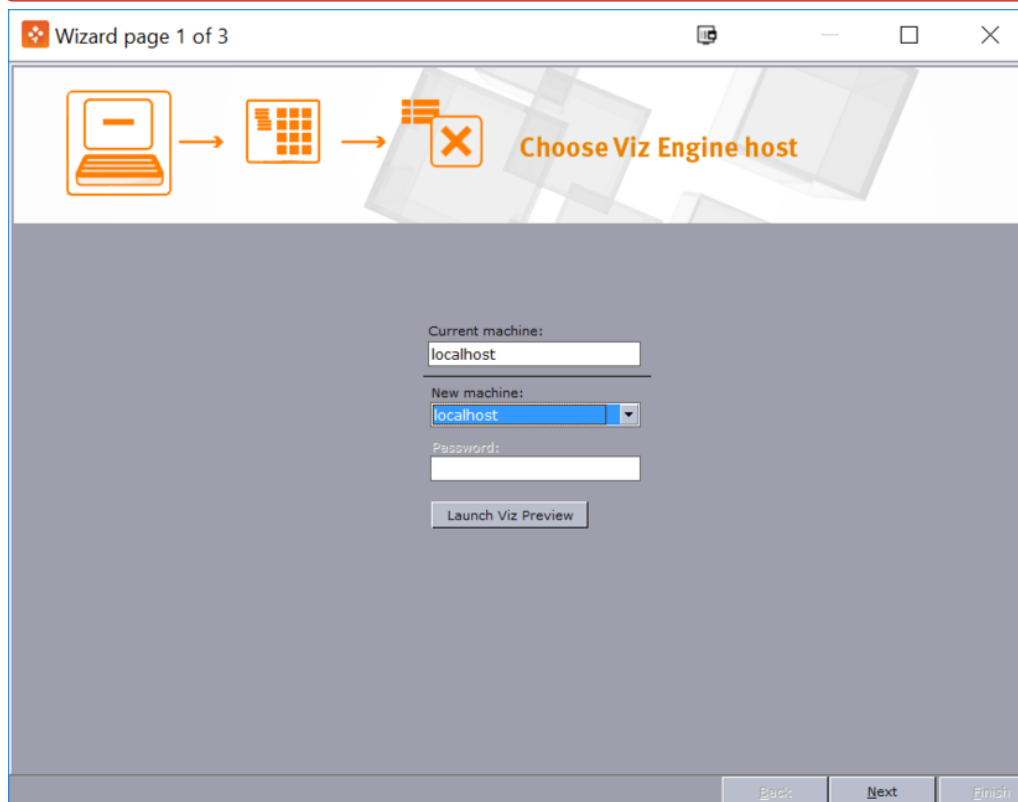 Wizard page 1 of 3
Choose Viz Engine host
Current machine:
localhost
New machine:
localhost
Password:
Launch Viz Preview
Back Next Finish